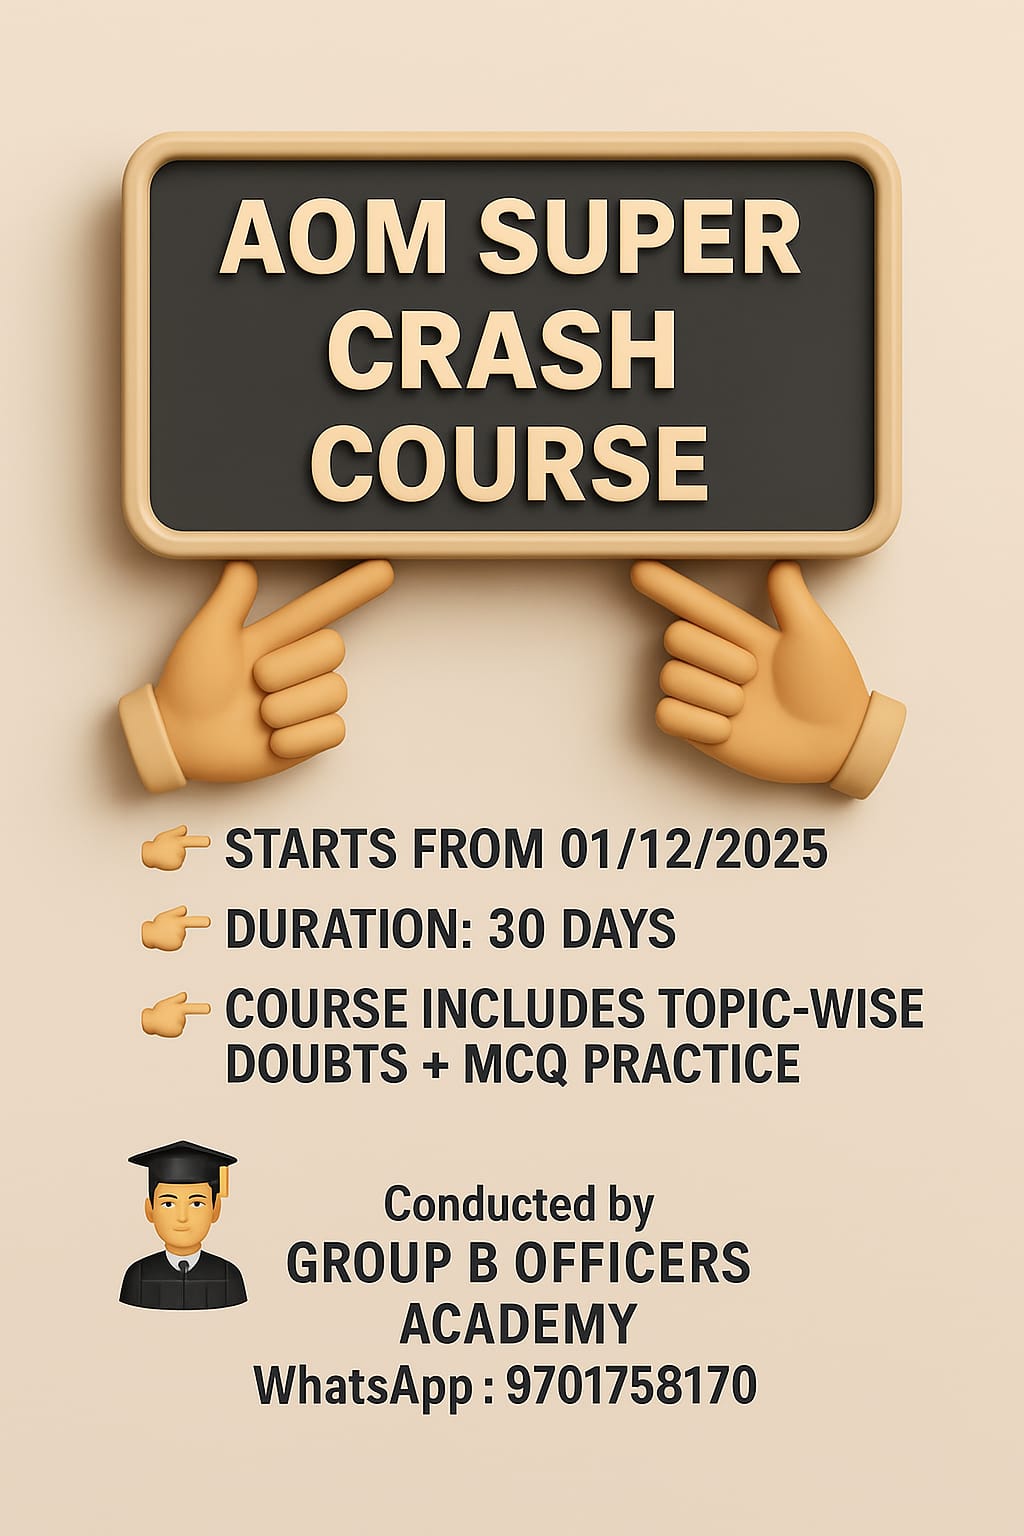 AOM SUPER
CRASH
COURSE
STARTS FROM 01/12/2025
DURATION: 30 DAYS
COURSE INCLUDES TOPIC-WISE
DOUBTS + MCQ PRACTICE
Conducted by
GROUP B OFFICERS
ACADEMY
WhatsApp : 9701758170